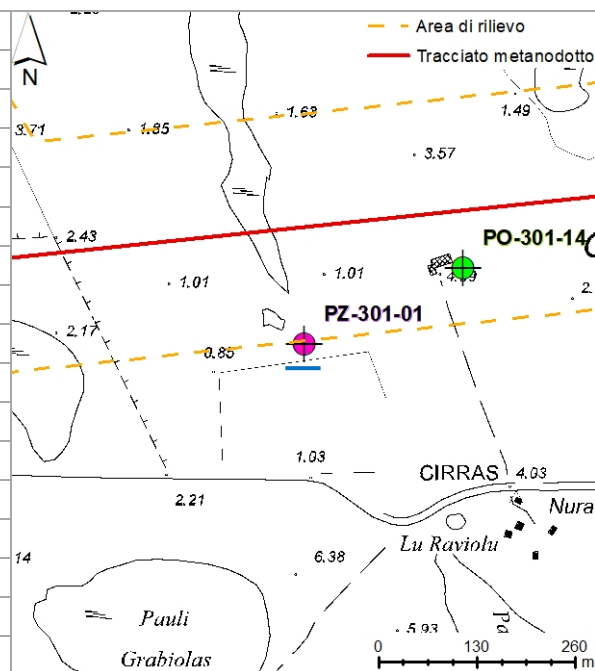 Area di rilievo
N
Tracciato metanodotto
1.63
1.49
3.71
1.85
3.57
2.43
PO-301-14
1.01
1.01
PZ-301-01
2.17
0.85
1.03
CIRRAS
4.03
2.21
Nura
Lu Raviolu
14
6.38
Pauli
Grabiolas
5.93
Pa
0
130
260
m